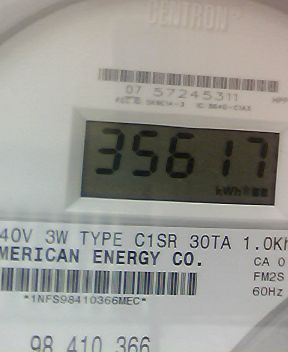 CENTRON®
07 57245311
35617
kWh
40V 3W TYPE C1SR 30TA 1.0Kh
MERICAN ENERGY CO.
CA 0
FM2S
60Hz
*1NFS98410366MEC*
98 410 366